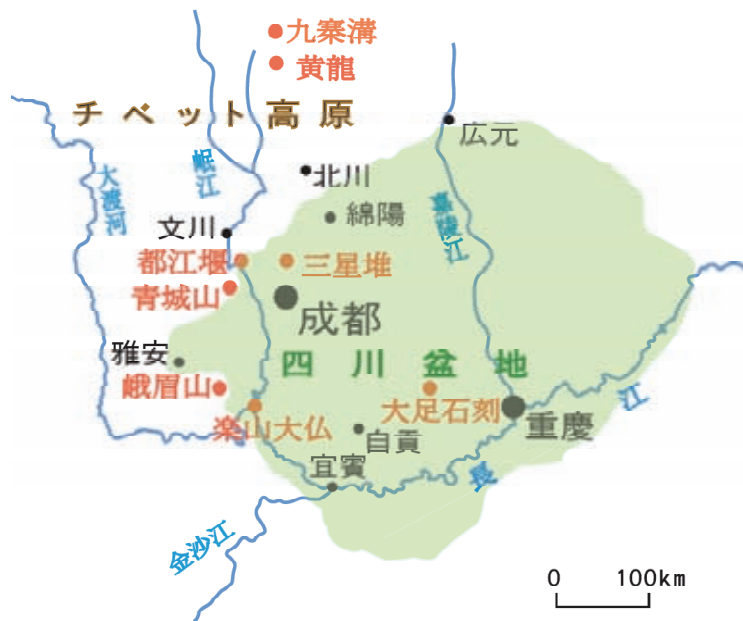 九寨溝
黄龍
チベット高原
広元
岷江
大渡河
北川
綿陽
嘉陵江
文川
都江堰
三星堆
青城山
成都
雅安
四川盆地
峨眉山
大足石刻
楽山大仏
重慶
江
自貢
宜賓
長
金沙江
0 100km